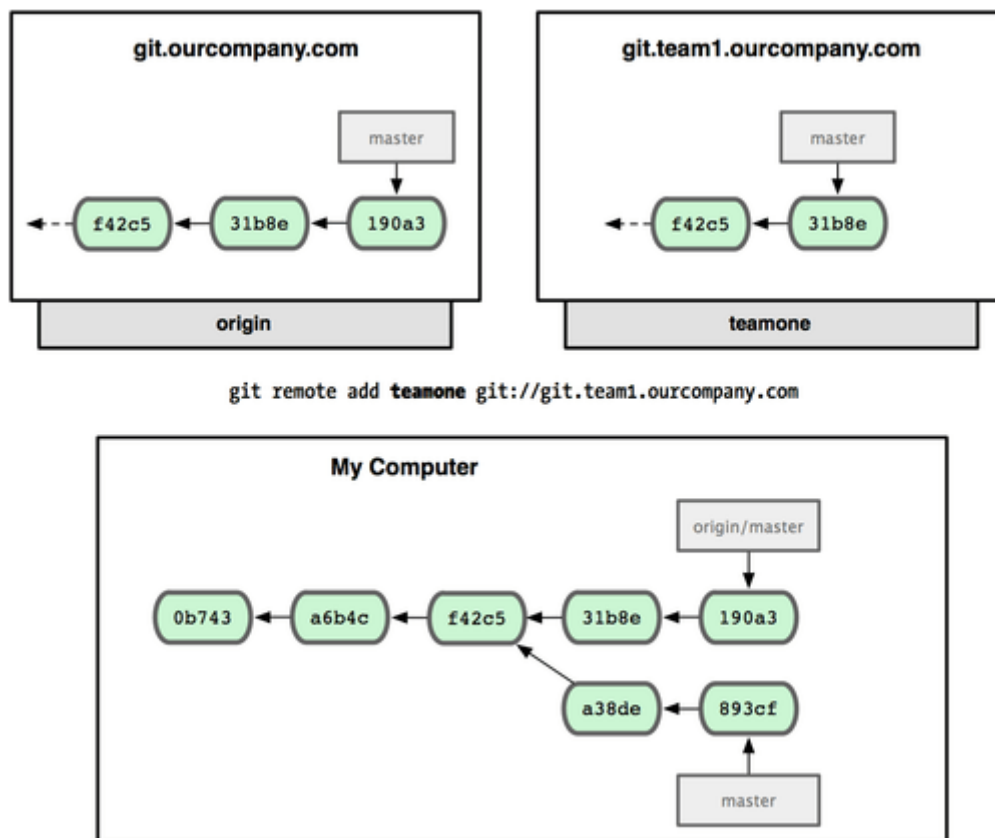 git.ourcompany.com
master
f42c5 31b8e 190a3
origin
git.team1.ourcompany.com
master
f42c5 31b8e
teamone
git remote add teamone git://git.team1.ourcompany.com
My Computer
origin/master
0b743 a6b4c f42c5 31b8e 190a3
a38de 893cf
master